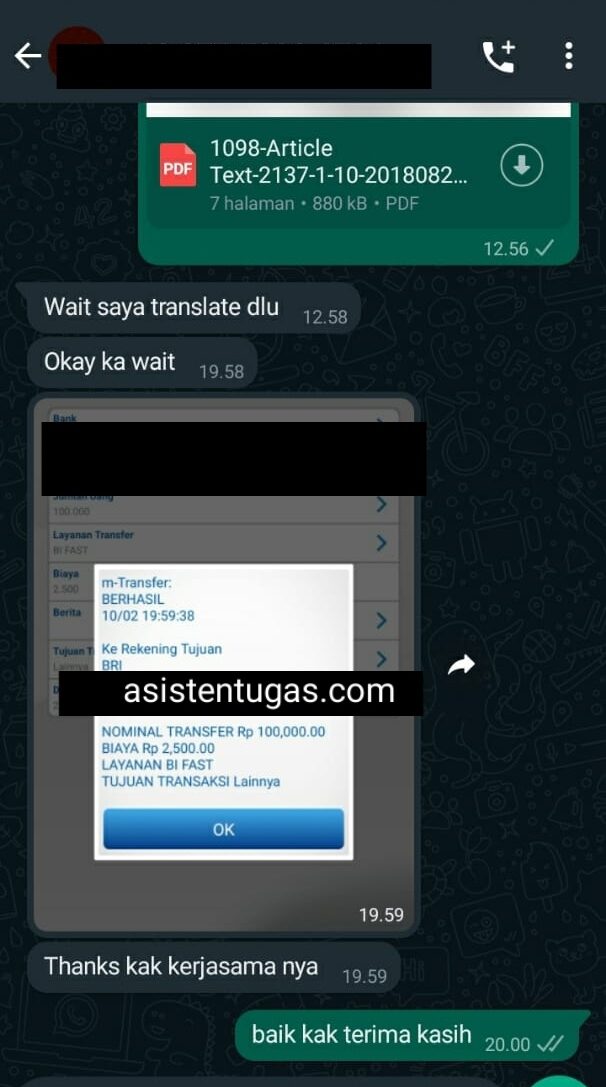 1098-Article
Text-2137-1-10-2018082...
PDF
7 halaman • 880 kB • PDF
12.56
Wait saya translate dlu
12.58
Okay ka wait
19.58
Bank
Jumlah Uang
100.000
Layanan Transfer
BI FAST
Biaya
2.500
Berita
Tujuan T
Lainnya
m-Transfer:
BERHASIL
10/02 19:59:38
Ke Rekening Tujuan
BRI
asistentugas.com
NOMINAL TRANSFER Rp 100,000.00
BIAYA Rp 2,500.00
LAYANAN BI FAST
TUJUAN TRANSAKSI Lainnya
OK
19.59
Thanks kak kerjasama nya
19.59
baik kak terima kasih
20.00